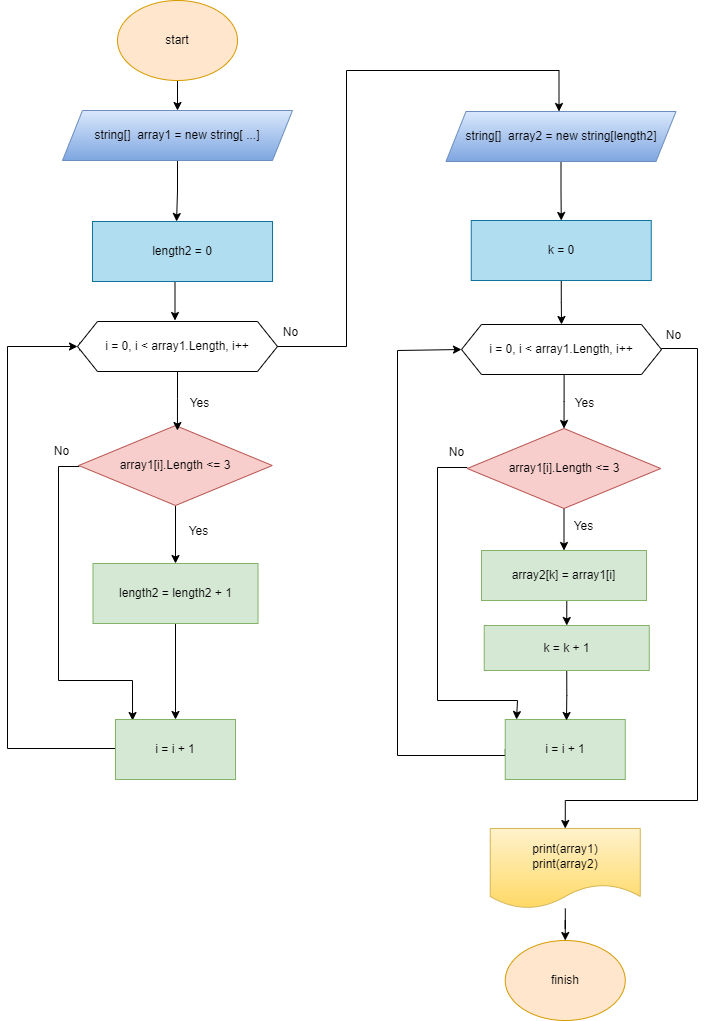 start
string[]  array1 = new string[ ...]
length2 = 0
i = 0, i < array1.Length, i++
No
Yes
array1[i].Length <= 3
No
Yes
length2 = length2 + 1
i = i + 1
string[]  array2 = new string[length2]
k = 0
i = 0, i < array1.Length, i++
No
Yes
array1[i].Length <= 3
No
Yes
array2[k] = array1[i]
k = k + 1
i = i + 1
print(array1)
print(array2)
finish